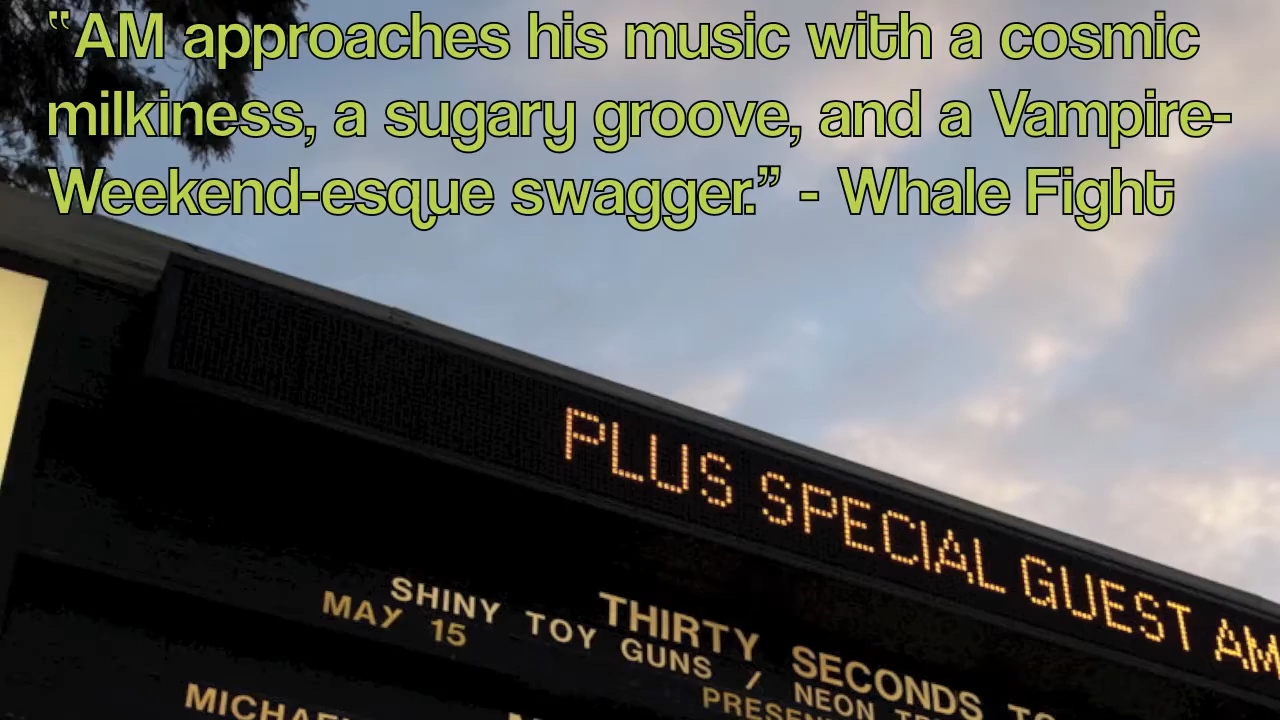 “AM approaches his music with a cosmic
milkiness, a sugary groove, and a Vampire-
Weekend-esque swagger.” - Whale Fight
PLUS SPECIAL GUEST AM
THIRTY SECONDS
SHINY TOY GUNS / NEON
MAY 15